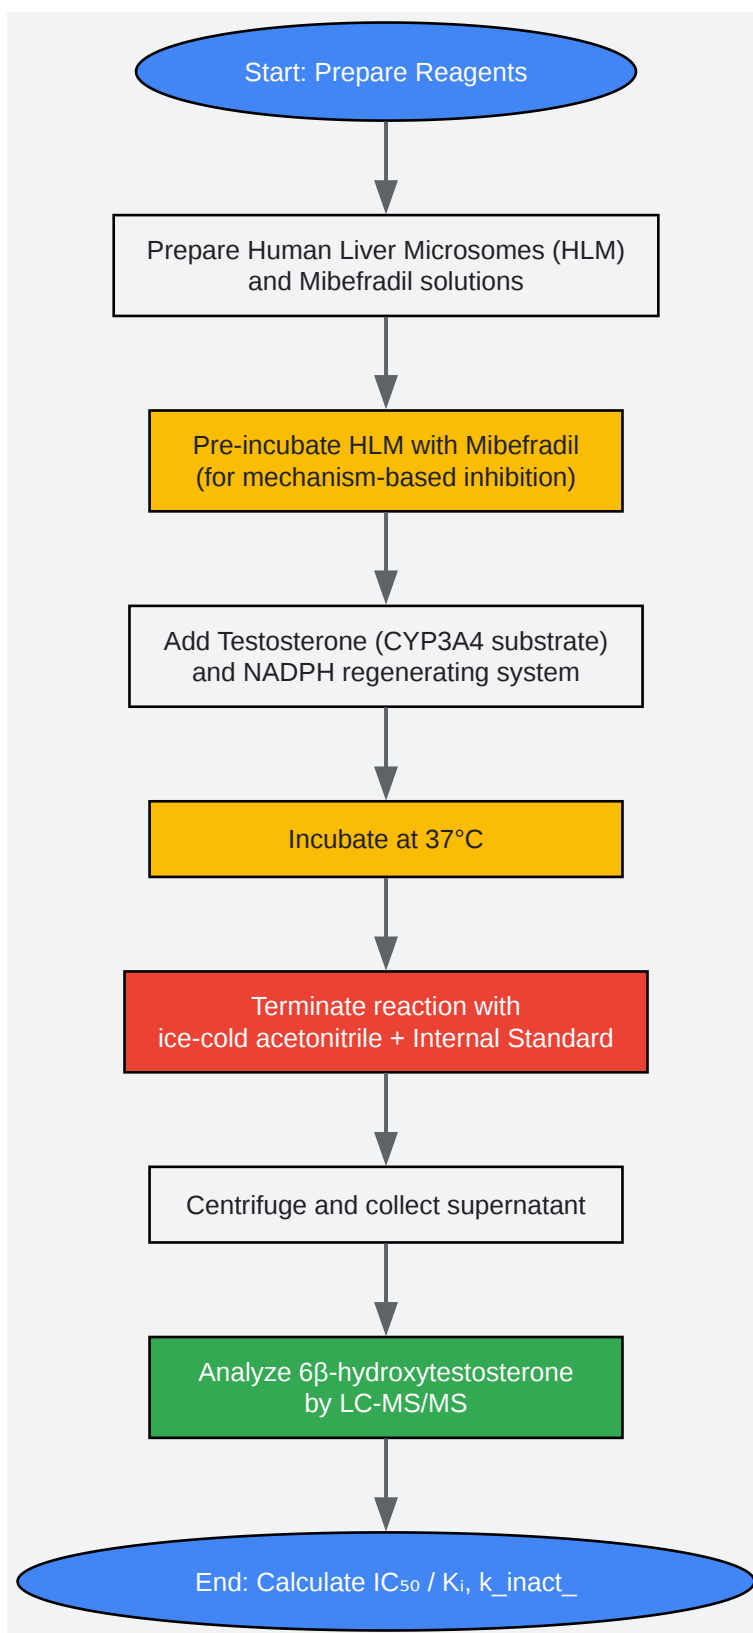 Start: Prepare Reagents
Prepare Human Liver Microsomes (HLM)
and Mibefradil solutions
Pre-incubate HLM with Mibefradil
(for mechanism-based inhibition)
Add Testosterone (CYP3A4 substrate)
and NADPH regenerating system
Incubate at 37°C
Terminate reaction with
ice-cold acetonitrile + Internal Standard
Centrifuge and collect supernatant
Analyze 6β-hydroxytestosterone
by LC-MS/MS
End: Calculate IC₅₀ / Kᵢ, k_inact_